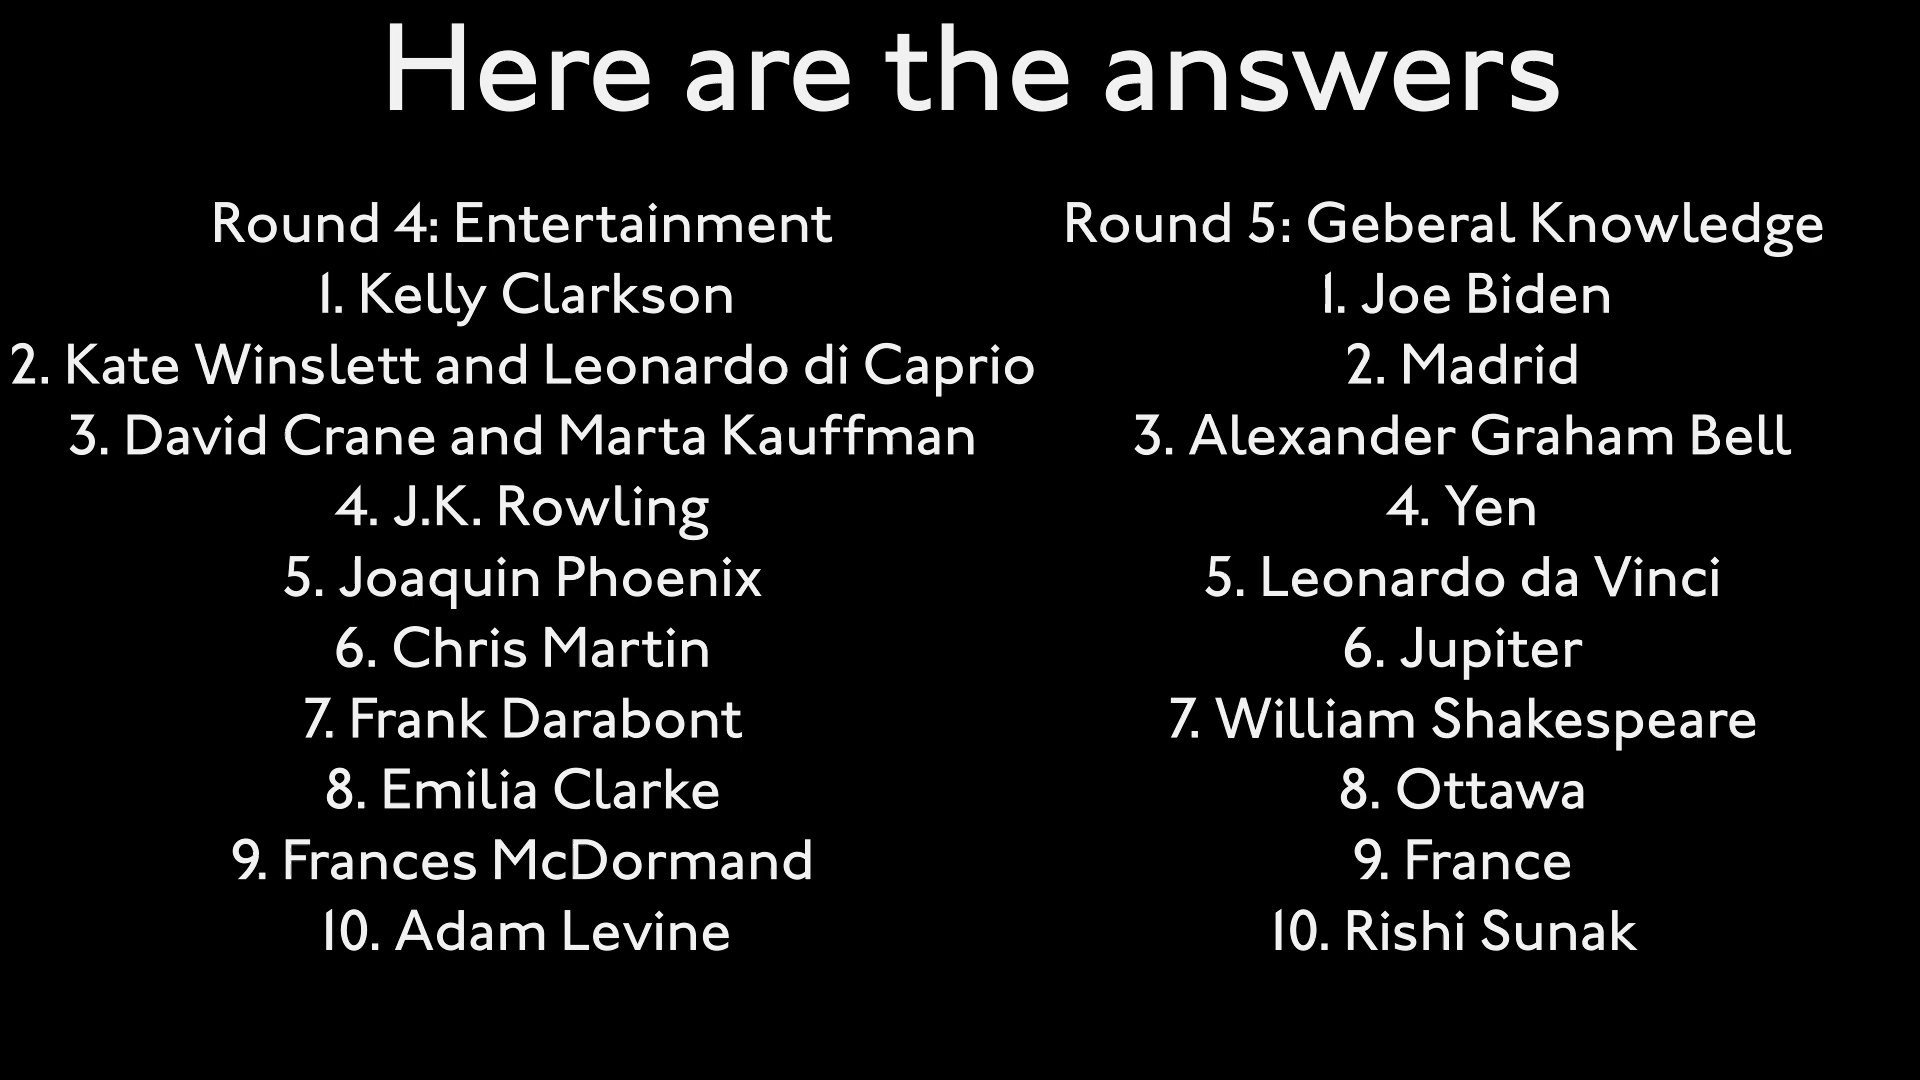 Here are the answers
Round 4: Entertainment
1. Kelly Clarkson
2. Kate Winslett and Leonardo di Caprio
3. David Crane and Marta Kauffman
4. J.K. Rowling
5. Joaquin Phoenix
6. Chris Martin
7. Frank Darabont
8. Emilia Clarke
9. Frances McDormand
10. Adam Levine
Round 5: Geberal Knowledge
1. Joe Biden
2. Madrid
3. Alexander Graham Bell
4. Yen
5. Leonardo da Vinci
6. Jupiter
7. William Shakespeare
8. Ottawa
9. France
10. Rishi Sunak